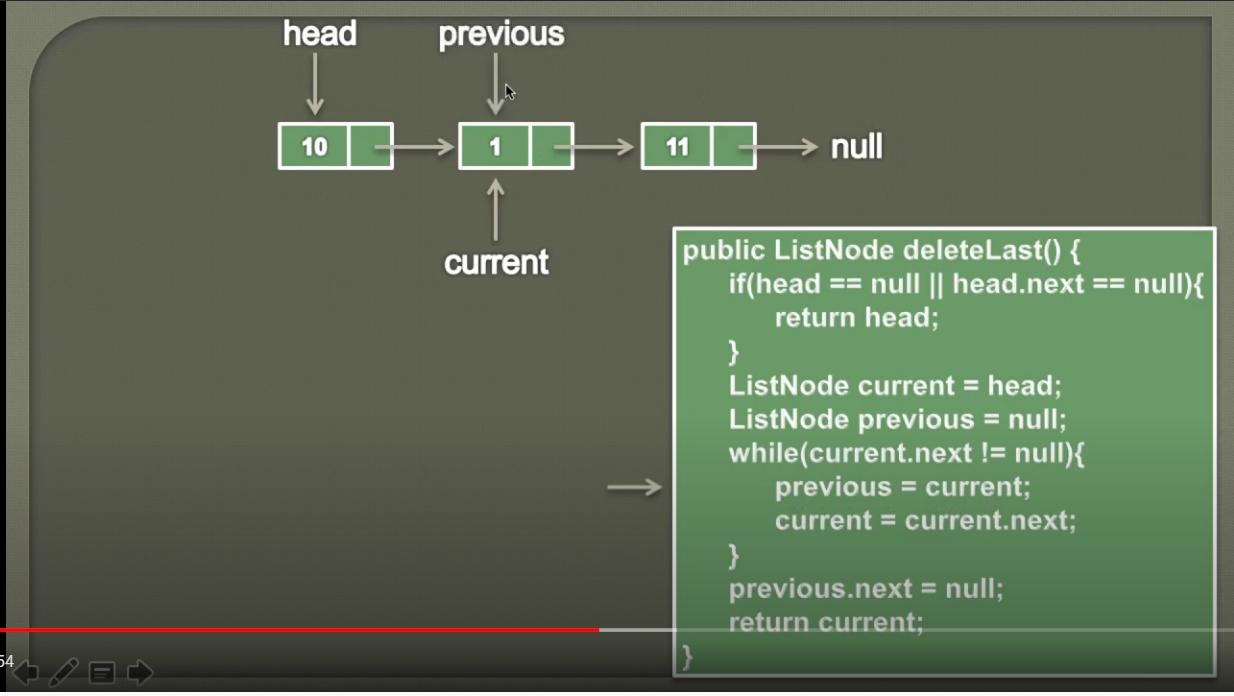 head previous
10 1 11 null
current
public ListNode deleteLast() {
if(head == null || head.next == null){
return head;
}
ListNode current = head;
ListNode previous = null;
while(current.next != null){
previous = current;
current = current.next;
}
previous.next = null;
return current;
}
54